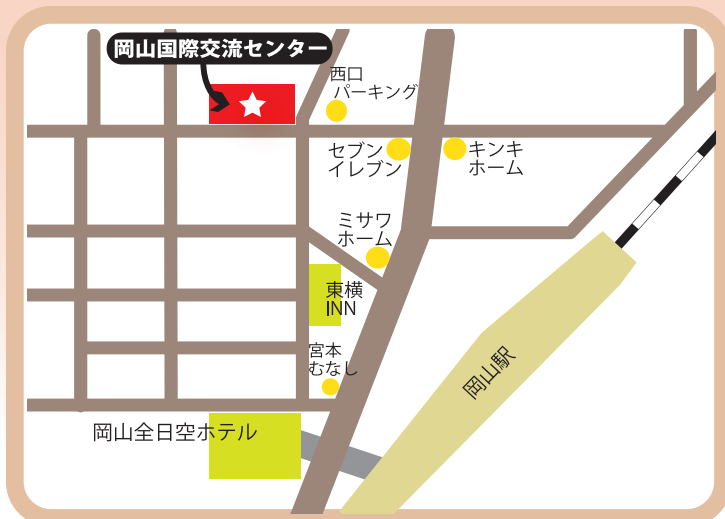 岡山国際交流センター
西口
パーキング
セブン
イレブン
キンキ
ホーム
ミサワ
ホーム
東横
INN
宮本
むなし
岡山駅
岡山全日空ホテル